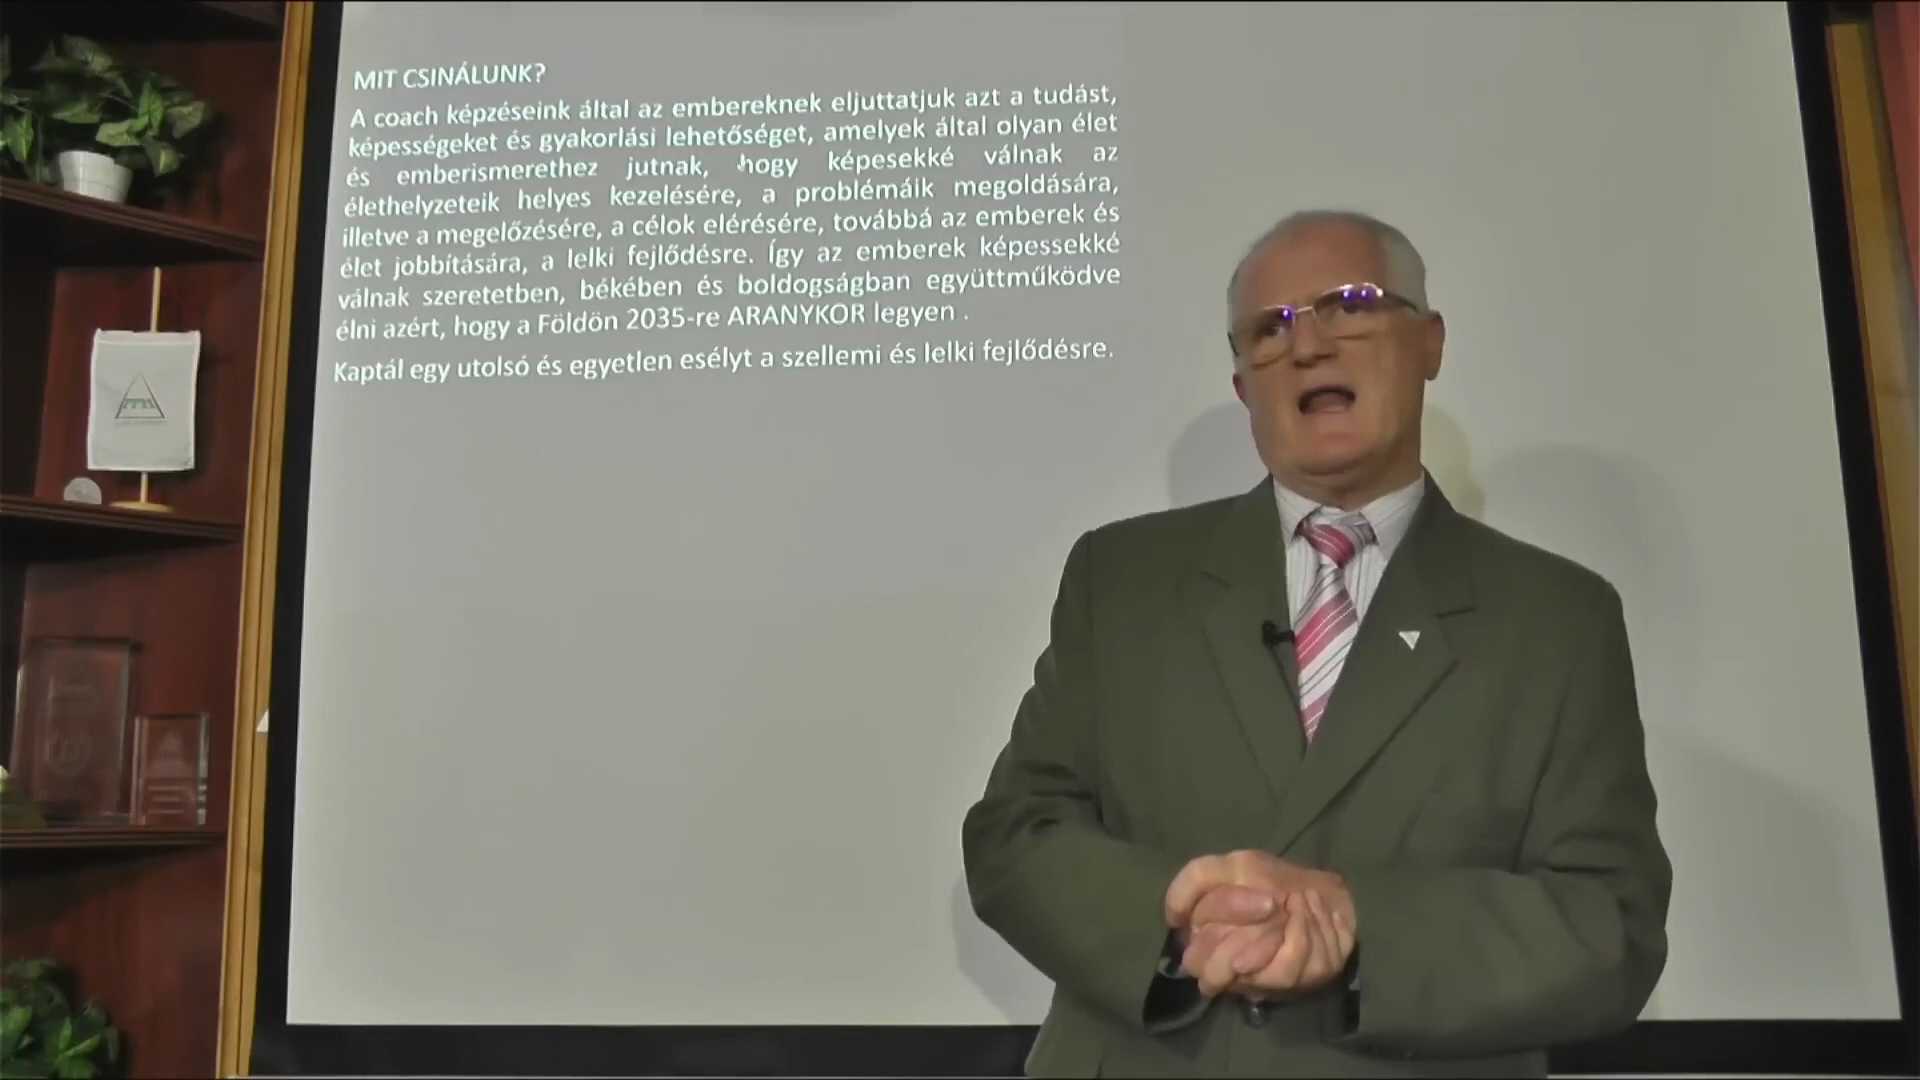 MIT CSINÁLUNK?
A coach képzéseink által az embereknek eljuttatjuk azt a tudást,
képességeket és gyakorlási lehetőséget, amelyek által olyan élet
és emberismerethez jutnak, hogy képesekké válnak az
élethelyzeteik helyes kezelésére, a problémáik megoldására,
illetve a megelőzésére, a célok elérésére, továbbá az emberek és
élet jobbítására, a lelki fejlődésre. Így az emberek képessekké
válnak szeretetben, békében és boldogságban együttműködve
élni azért, hogy a Földön 2035-re ARANYKOR legyen .
Kaptál egy utolsó és egyetlen esélyt a szellemi és lelki fejlődésre.